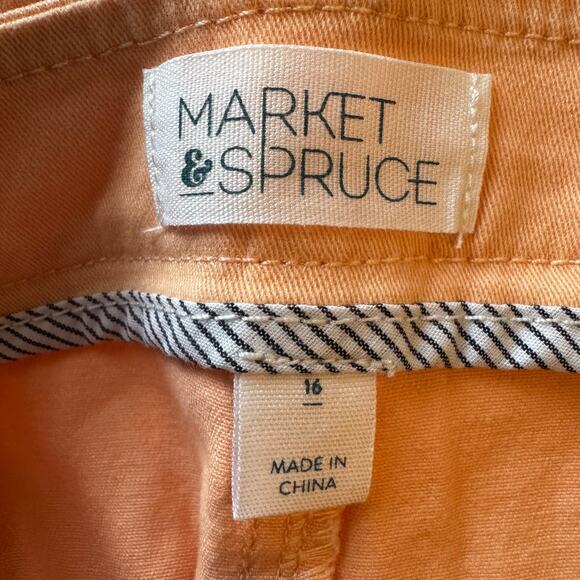 MARKET
&SPRUCE
16
MADE IN
CHINA